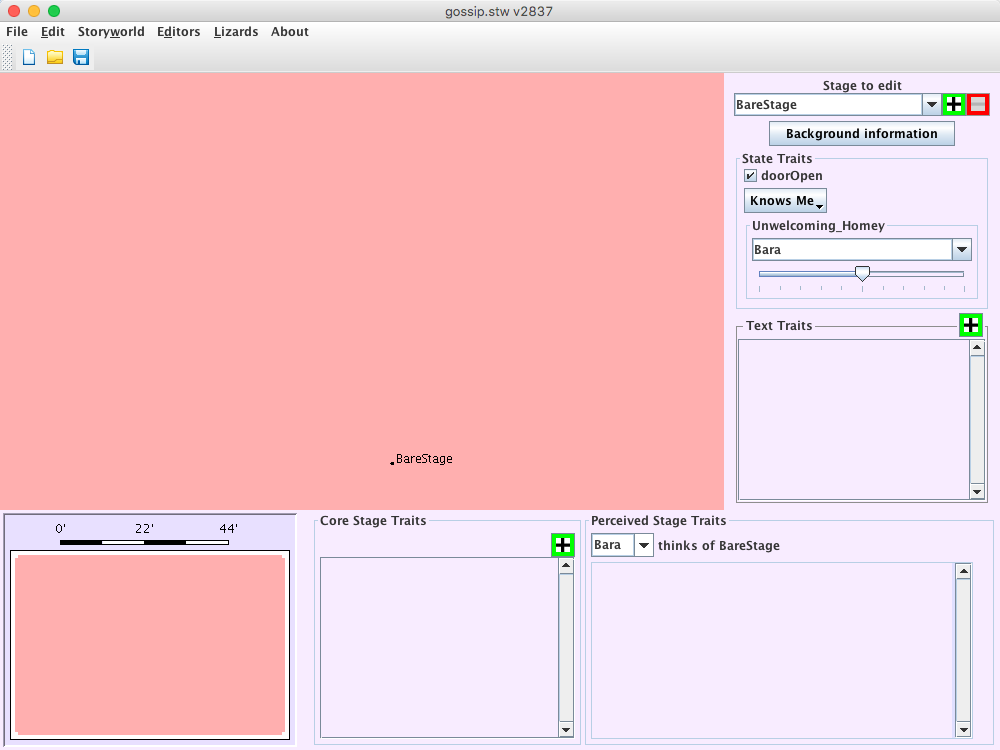 gossip.stw v2837
File Edit Storyworld Editors Lizards About
Stage to edit
BareStage
Background information
State Traits
doorOpen
Knows Me
Unwelcoming_Homey
Bara
Text Traits
BareStage
0' 22' 44'
Core Stage Traits
Perceived Stage Traits
Bara thinks of BareStage